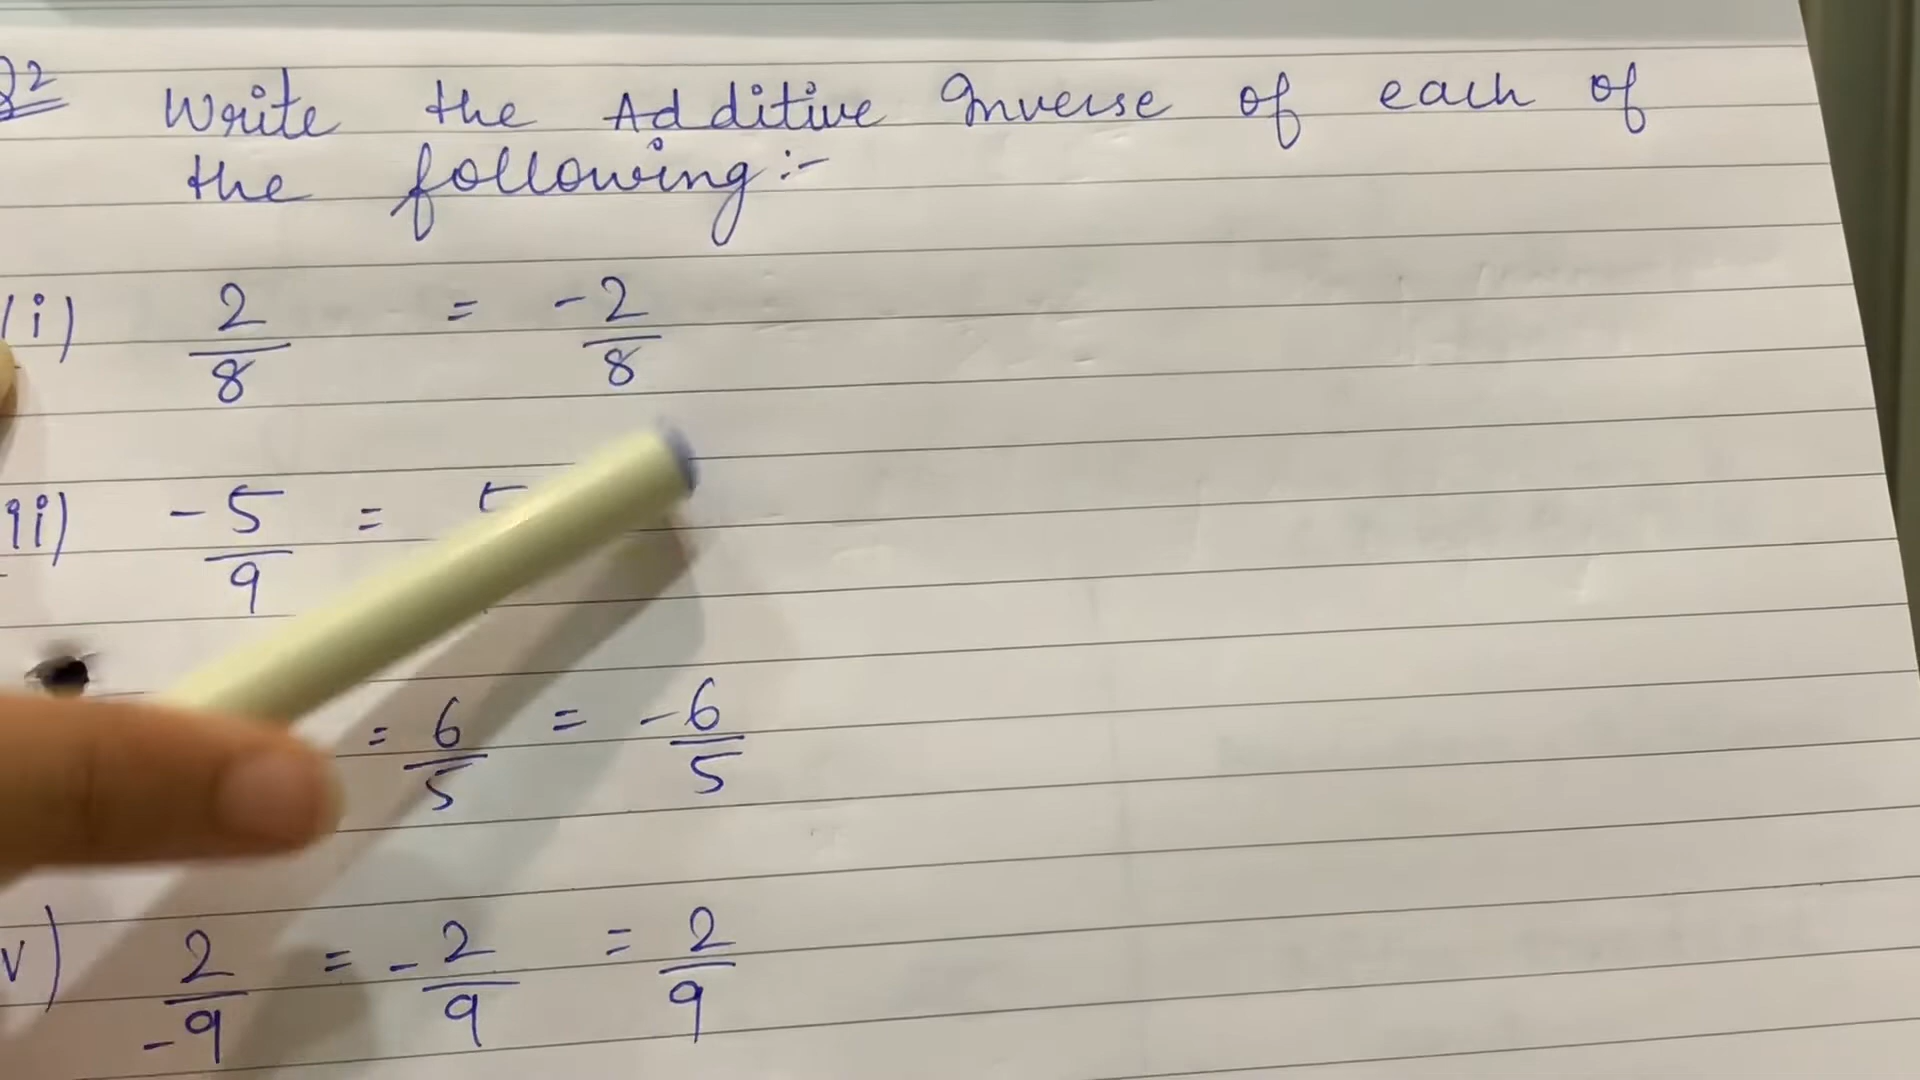 Q2 Write the Additive Inverse of each of
the following:-
(i) 2/8 = -2/8
ii) -5/9 = 5
= 6/5 = -6/5
v) 2/-9 = -2/9 = 2/9